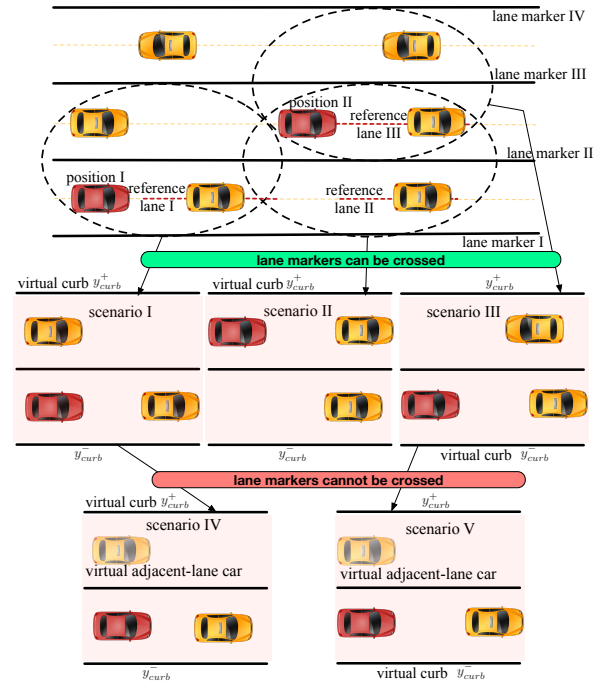 lane marker IV
lane marker III
position II
reference
lane III
lane marker II
position I
reference
lane I
reference
lane II
lane marker I
lane markers can be crossed
virtual curb y⁺curb
virtual curb y⁺curb
y⁺curb
scenario I
scenario II
scenario III
y⁻curb
y⁻curb
virtual curb y⁻curb
lane markers cannot be crossed
virtual curb y⁺curb
y⁺curb
scenario IV
scenario V
virtual adjacent-lane car
virtual adjacent-lane car
y⁻curb
virtual curb y⁻curb